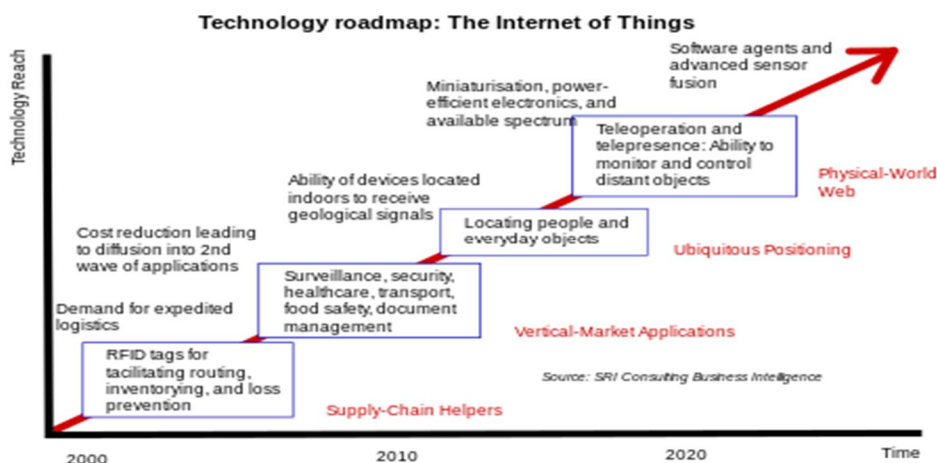 Technology roadmap: The Internet of Things
Technology Reach
Software agents and
advanced sensor
fusion
Miniaturisation, power-
efficient electronics, and
available spectrum
Teleoperation and
telepresence: Ability to
monitor and control
distant objects
Physical-World
Web
Ability of devices located
indoors to receive
geological signals
Locating people and
everyday objects
Ubiquitous Positioning
Cost reduction leading
to diffusion into 2nd
wave of applications
Surveillance, security,
healthcare, transport,
food safety, document
management
Vertical-Market Applications
Demand for expedited
logistics
RFID tags for
tacilitating routing,
inventorying, and loss
prevention
Supply-Chain Helpers
Source: SRI Consulting Business Intelligence
2000
2010
2020
Time